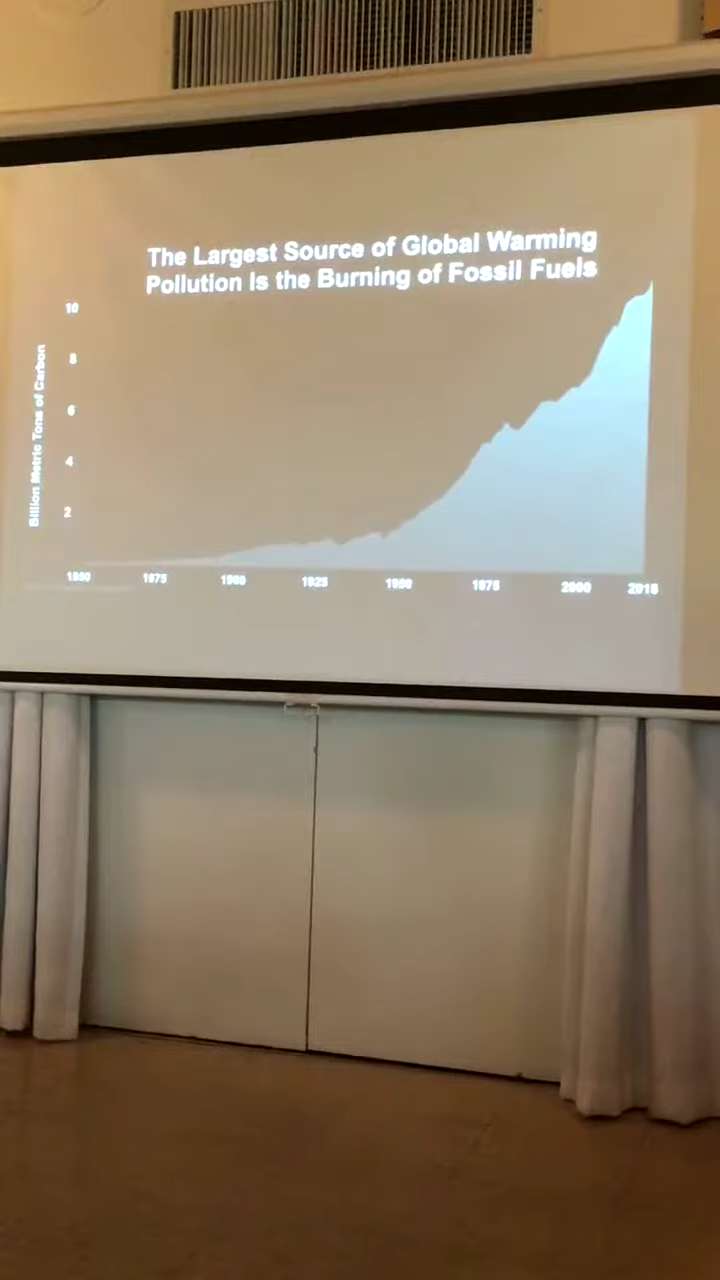 The Largest Source of Global Warming
Pollution Is the Burning of Fossil Fuels
10
8
6
4
2
Billion Metric Tons of Carbon
1850 1875 1900 1925 1950 1975 2000 2018